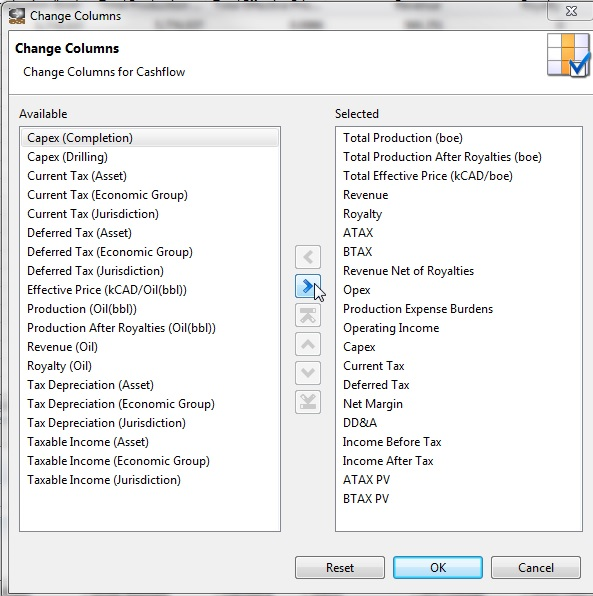 Change Columns
Change Columns
Change Columns for Cashflow
Available
Capex (Completion)
Capex (Drilling)
Current Tax (Asset)
Current Tax (Economic Group)
Current Tax (Jurisdiction)
Deferred Tax (Asset)
Deferred Tax (Economic Group)
Deferred Tax (Jurisdiction)
Effective Price (kCAD/Oil(bbl))
Production (Oil(bbl))
Production After Royalties (Oil(bbl))
Revenue (Oil)
Royalty (Oil)
Tax Depreciation (Asset)
Tax Depreciation (Economic Group)
Tax Depreciation (Jurisdiction)
Taxable Income (Asset)
Taxable Income (Economic Group)
Taxable Income (Jurisdiction)
Selected
Total Production (boe)
Total Production After Royalties (boe)
Total Effective Price (kCAD/boe)
Revenue
Royalty
ATAX
BTAX
Revenue Net of Royalties
Opex
Production Expense Burdens
Operating Income
Capex
Current Tax
Deferred Tax
Net Margin
DD&A
Income Before Tax
Income After Tax
ATAX PV
BTAX PV
Reset
OK
Cancel